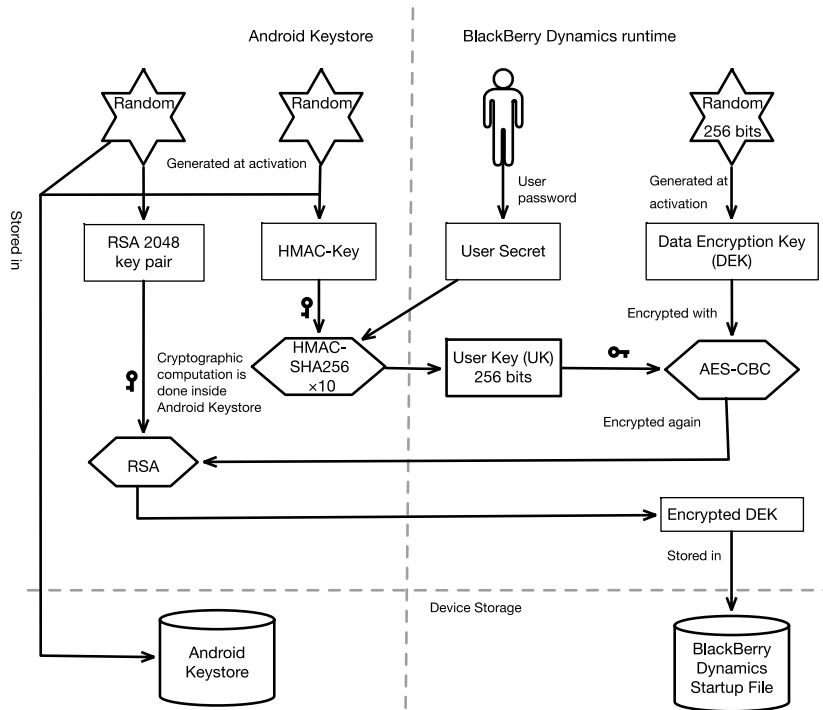 Android Keystore
BlackBerry Dynamics runtime
Random
Random
Random
256 bits
Generated at activation
User
password
Generated at
activation
Stored in
RSA 2048
key pair
HMAC-Key
User Secret
Data Encryption Key
(DEK)
Encrypted with
HMAC-
SHA256
×10
User Key (UK)
256 bits
AES-CBC
Cryptographic
computation is
done inside
Android Keystore
Encrypted again
RSA
Encrypted DEK
Stored in
Device Storage
Android
Keystore
BlackBerry
Dynamics
Startup File